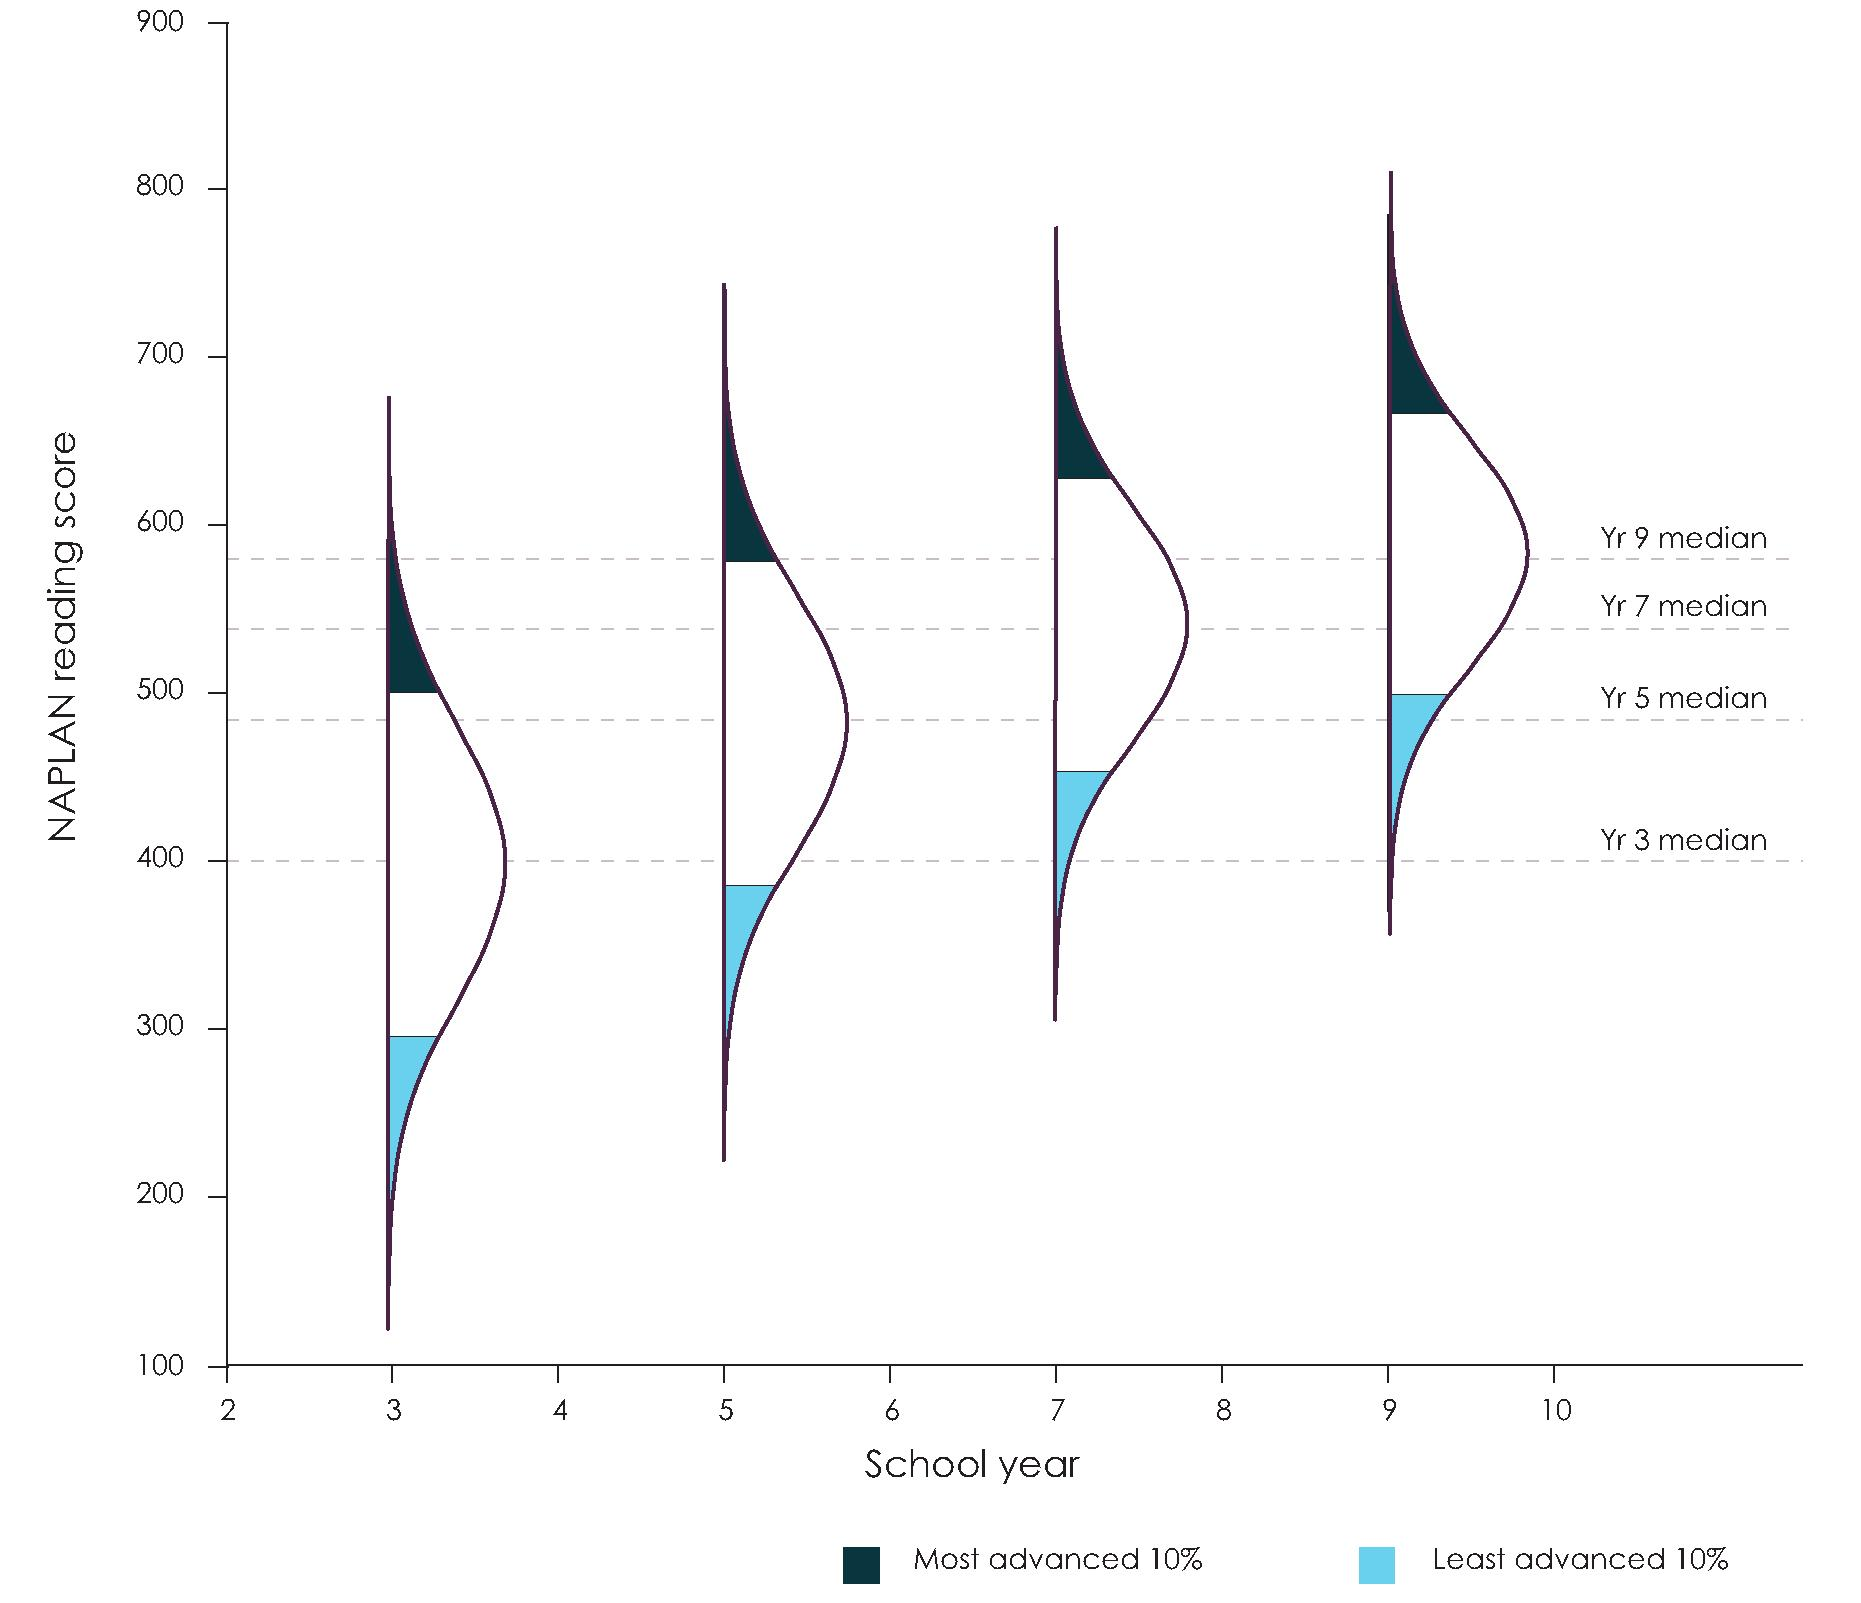 900
800
700
600
500
400
300
200
100
NAPLAN reading score
Yr 9 median
Yr 7 median
Yr 5 median
Yr 3 median
2 3 4 5 6 7 8 9 10
School year
Most advanced 10% Least advanced 10%